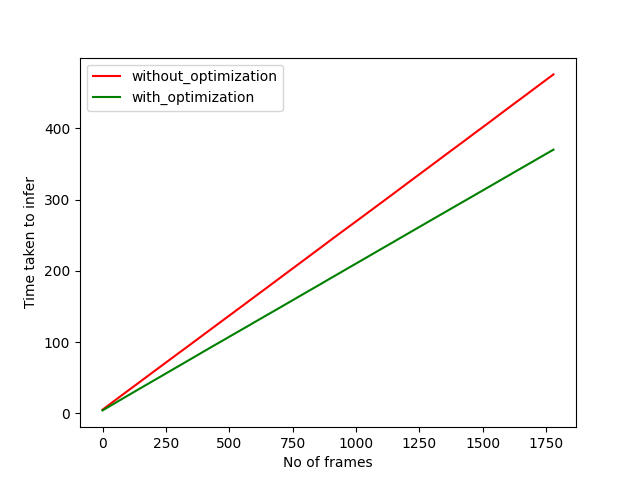 without_optimization
with_optimization
Time taken to infer
400
300
200
100
0
0 250 500 750 1000 1250 1500 1750
No of frames